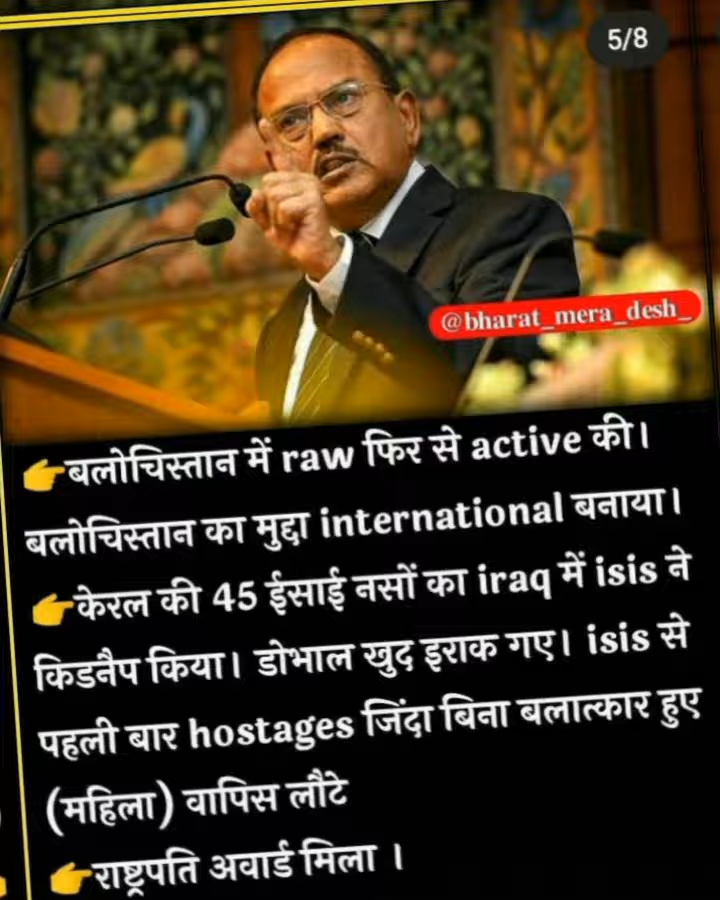 5/8
@bharat_mera_desh_
👉बलोचिस्तान में raw फिर से active की।
बलोचिस्तान का मुद्दा international बनाया।
👉केरल की 45 ईसाई नर्सों का iraq में isis ने
किडनैप किया। डोभाल खुद इराक गए। isis से
पहली बार hostages जिंदा बिना बलात्कार हुए
(महिला) वापिस लौटे
👉राष्ट्रपति अवार्ड मिला ।